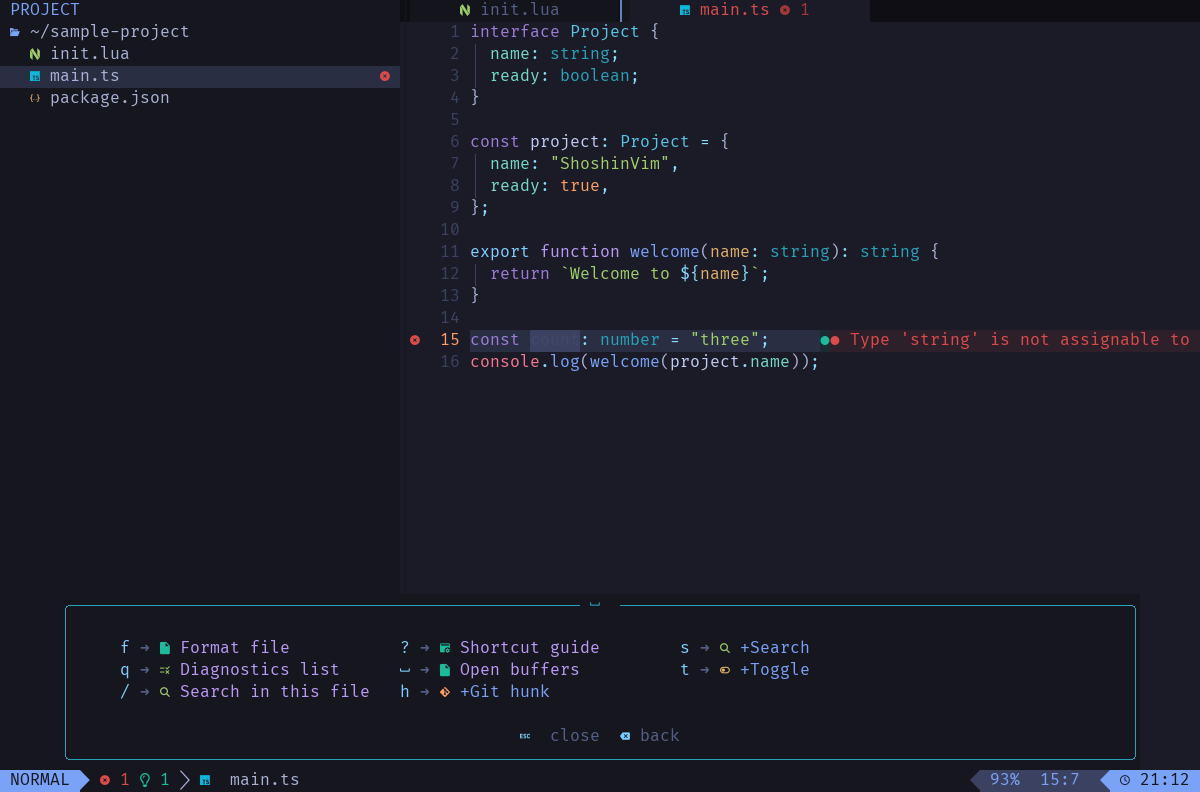 PROJECT
~/sample-project
init.lua
main.ts
package.json
init.lua
main.ts 1
1 interface Project {
2 name: string;
3 ready: boolean;
4 }
5
6 const project: Project = {
7 name: "ShoshinVim",
8 ready: true,
9 };
10
11 export function welcome(name: string): string {
12 return `Welcome to ${name}`;
13 }
14
15 const count: number = "three"; Type 'string' is not assignable to
16 console.log(welcome(project.name));
f → Format file
q → Diagnostics list
/ → Search in this file
? → Shortcut guide
␣ → Open buffers
h → +Git hunk
s → +Search
t → +Toggle
ESC close back
NORMAL 1 1 main.ts 93% 15:7 21:12